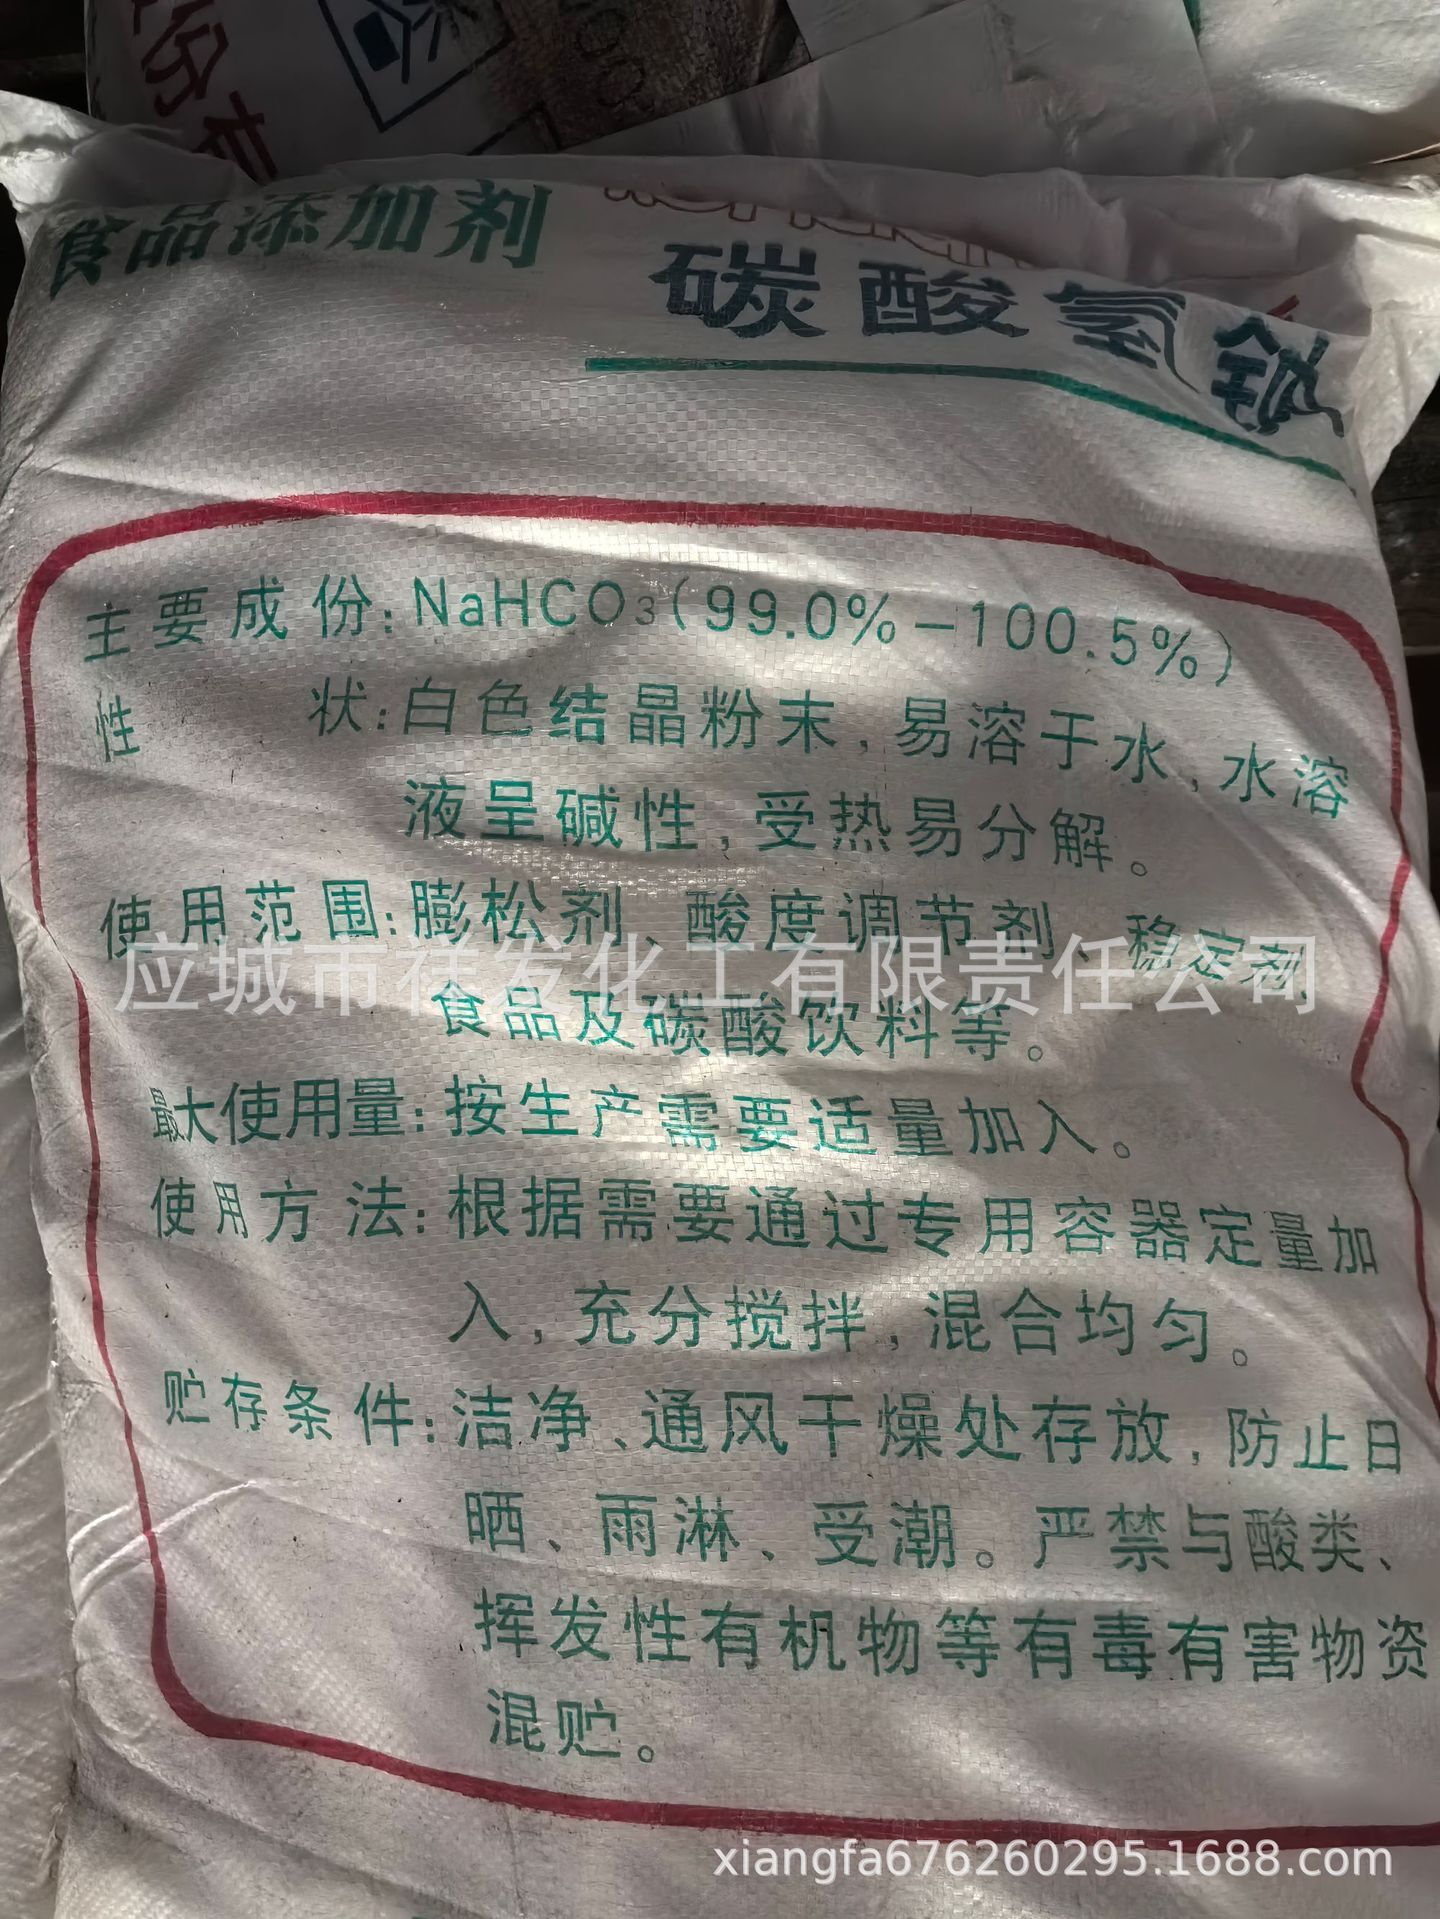 食品添加剂
碳酸氢钠
主要成份:NaHCO₃(99.0%-100.5%)
性 状:白色结晶粉末,易溶于水,水溶
液呈碱性,受热易分解。
使用范围:膨松剂、酸度调节剂、稳定剂
应城市祥发化工有限责任公司
食品及碳酸饮料等。
最大使用量:按生产需要适量加入。
使用方法:根据需要通过专用容器定量加
入,充分搅拌,混合均匀。
贮存条件:洁净、通风干燥处存放,防止日
晒、雨淋、受潮。严禁与酸类、
挥发性有机物等有毒有害物资
混贮。
xiangfa676260295.1688.com